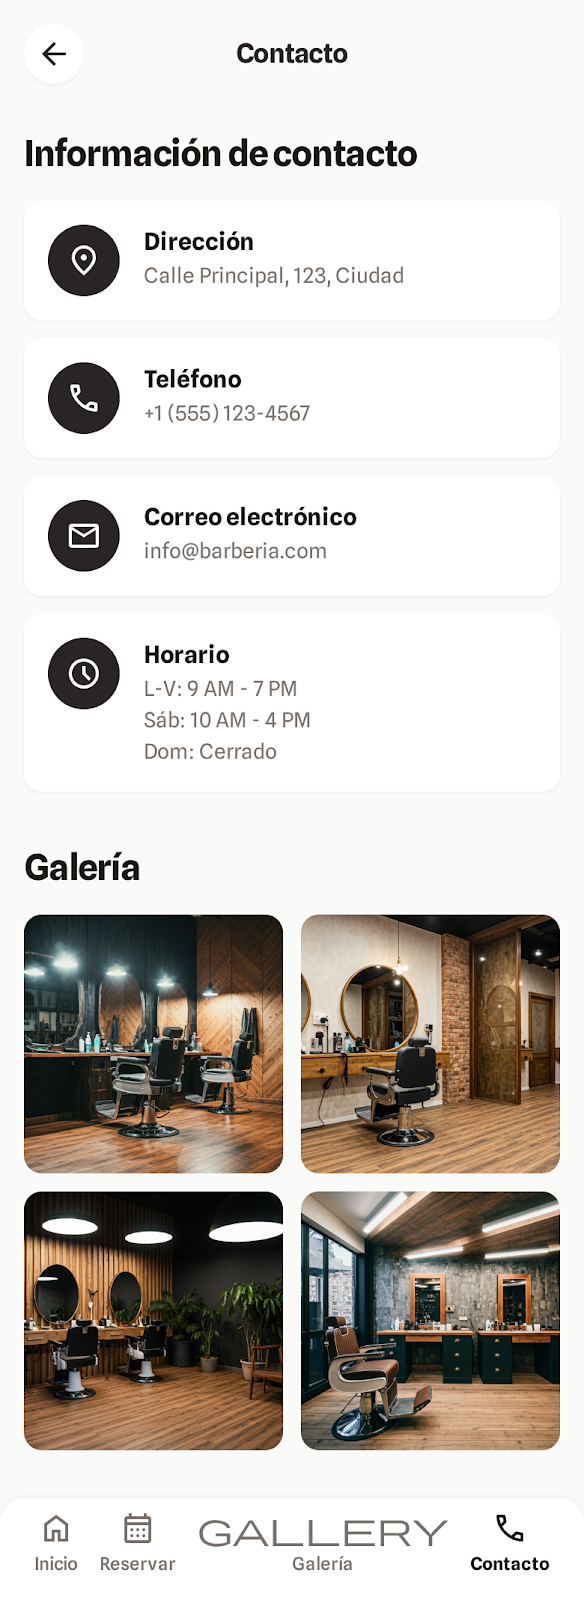 Contacto
Información de contacto
Dirección
Calle Principal, 123, Ciudad
Teléfono
+1 (555) 123-4567
Correo electrónico
info@barberia.com
Horario
L-V: 9 AM - 7 PM
Sáb: 10 AM - 4 PM
Dom: Cerrado
Galería
GALLERY
Inicio
Reservar
Galería
Contacto